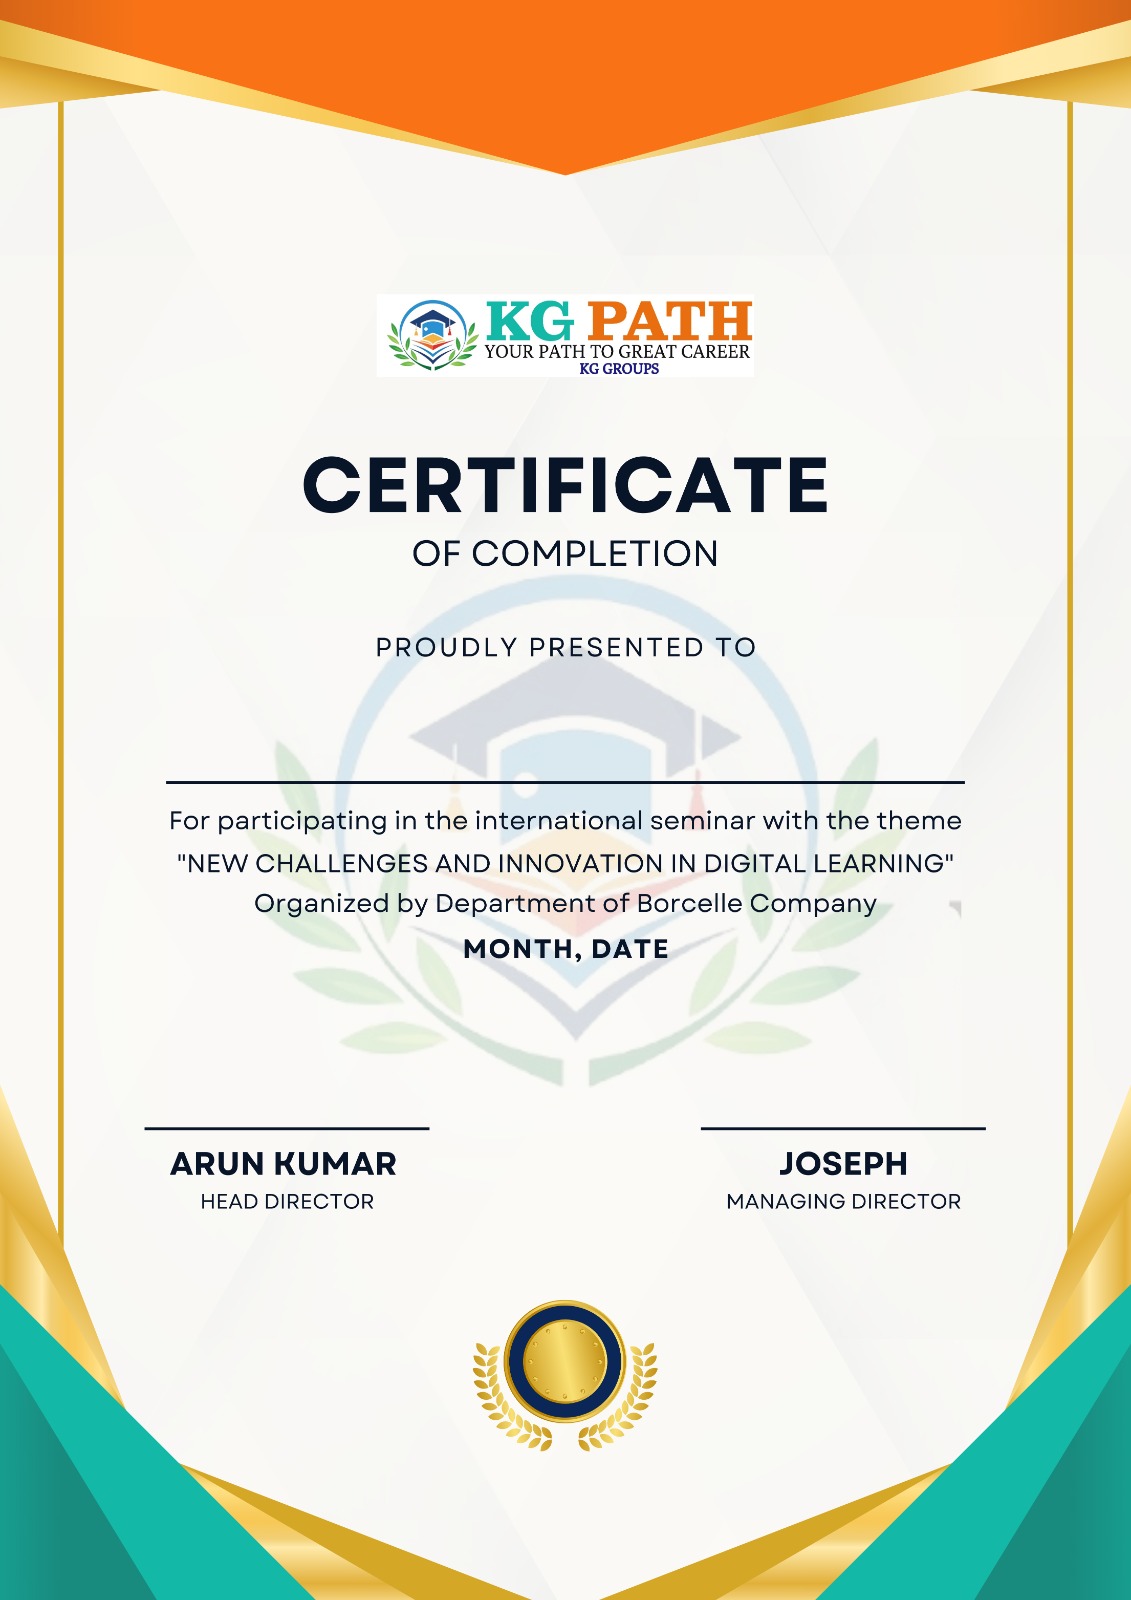 KG PATH
YOUR PATH TO GREAT CAREER
KG GROUPS
CERTIFICATE
OF COMPLETION
PROUDLY PRESENTED TO
For participating in the international seminar with the theme
"NEW CHALLENGES AND INNOVATION IN DIGITAL LEARNING"
Organized by Department of Borcelle Company
MONTH, DATE
ARUN KUMAR
HEAD DIRECTOR
JOSEPH
MANAGING DIRECTOR